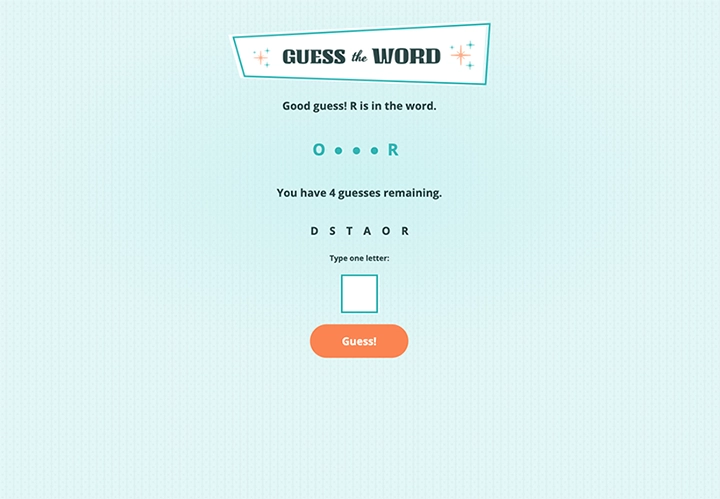 GUESS the WORD
Good guess! R is in the word.
O ● ● ● R
You have 4 guesses remaining.
D S T A O R
Type one letter:
Guess!